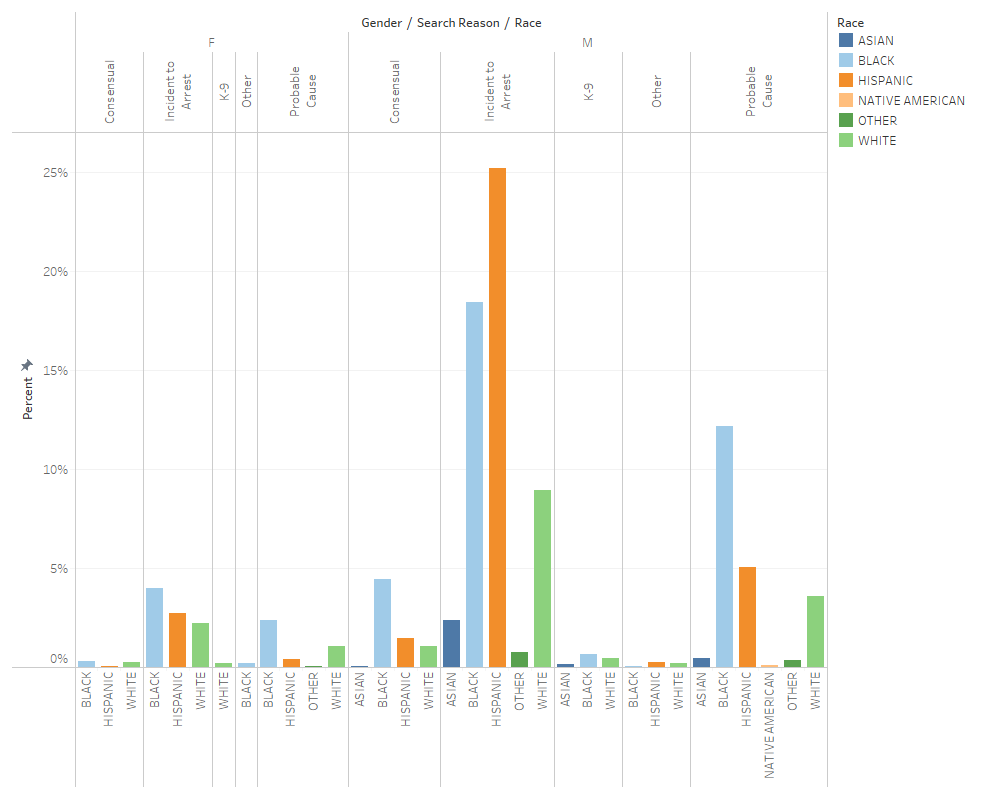 Gender / Search Reason / Race
F
M
Consensual
Incident to
Arrest
K-9
Other
Probable
Cause
Consensual
Incident to
Arrest
K-9
Other
Probable
Cause
Race
ASIAN
BLACK
HISPANIC
NATIVE AMERICAN
OTHER
WHITE
Percent
25%
20%
15%
10%
5%
0%
BLACK
HISPANIC
WHITE
BLACK
HISPANIC
WHITE
WHITE
BLACK
BLACK
HISPANIC
OTHER
WHITE
ASIAN
BLACK
HISPANIC
WHITE
ASIAN
BLACK
HISPANIC
OTHER
WHITE
ASIAN
BLACK
WHITE
BLACK
HISPANIC
WHITE
ASIAN
BLACK
HISPANIC
NATIVE AMERICAN
OTHER
WHITE